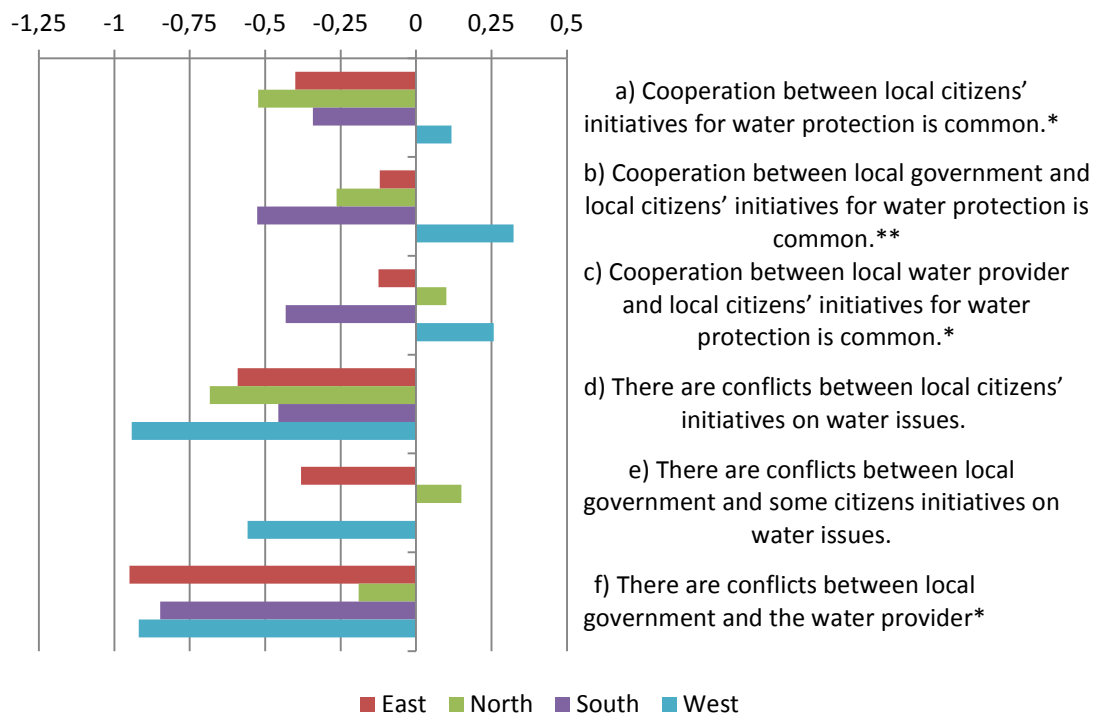 -1,25 -1 -0,75 -0,5 -0,25 0 0,25 0,5
a) Cooperation between local citizens’
initiatives for water protection is common.*
b) Cooperation between local government and
local citizens’ initiatives for water protection is
common.**
c) Cooperation between local water provider
and local citizens’ initiatives for water
protection is common.*
d) There are conflicts between local citizens’
initiatives on water issues.
e) There are conflicts between local
government and some citizens initiatives on
water issues.
f) There are conflicts between local
government and the water provider*
East North South West